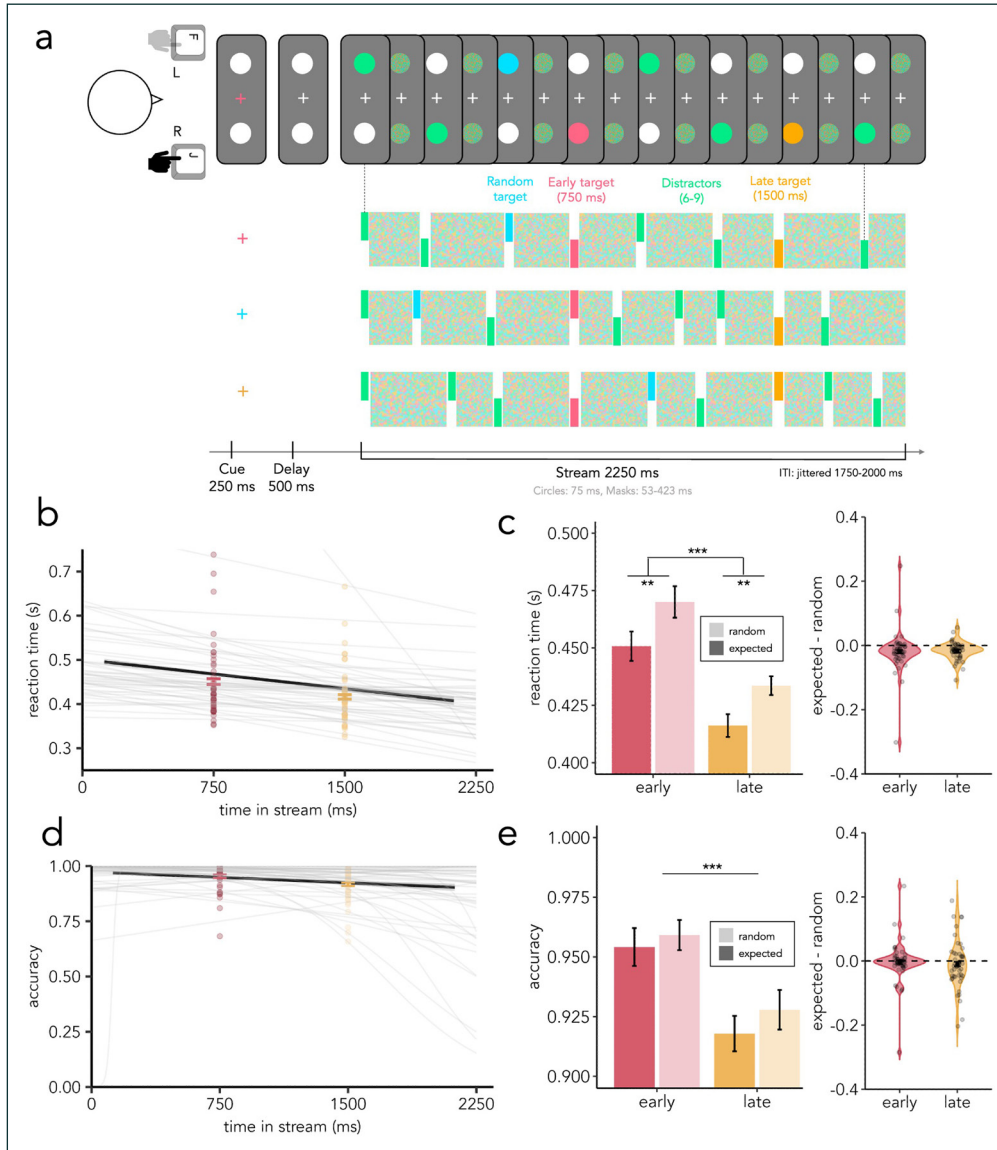 a
F
L
R
J
Random target
Early target (750 ms)
Distractors (6-9)
Late target (1500 ms)
Cue
250 ms
Delay
500 ms
Stream 2250 ms
Circles: 75 ms, Masks: 53-423 ms
ITI: jittered 1750-2000 ms
b
reaction time (s)
0.7
0.6
0.5
0.4
0.3
0
750
1500
2250
time in stream (ms)
c
reaction time (s)
0.500
0.475
0.450
0.425
0.400
***
**
**
random
expected
early
late
expected - random
0.4
0.2
0.0
-0.2
-0.4
early
late
d
accuracy
1.00
0.75
0.50
0.25
0.00
0
750
1500
2250
time in stream (ms)
e
accuracy
1.000
0.975
0.950
0.925
0.900
***
random
expected
early
late
expected - random
0.4
0.2
0.0
-0.2
-0.4
early
late